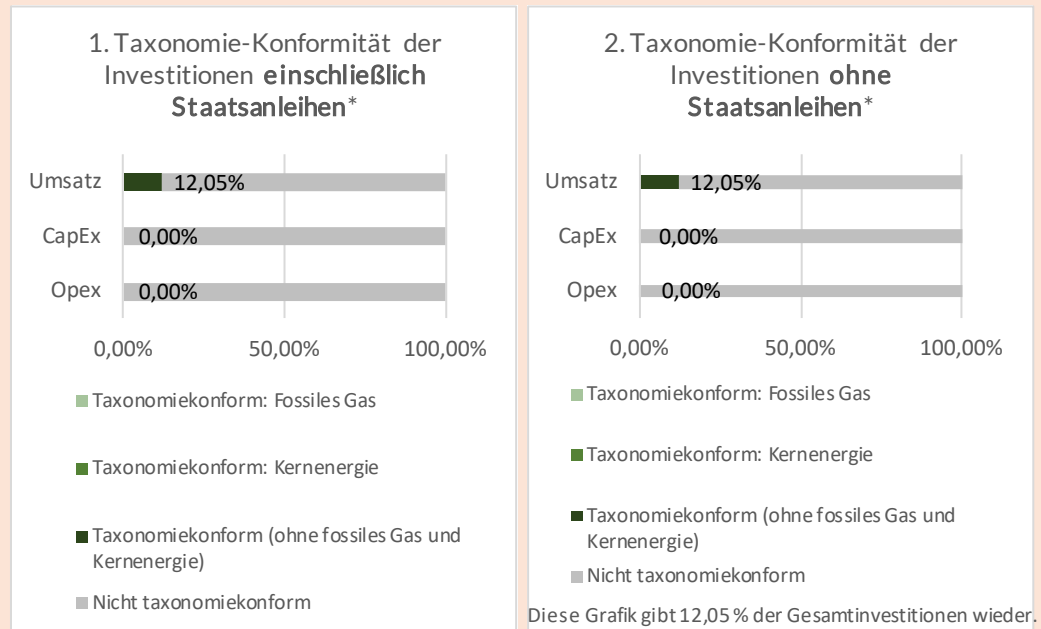 1. Taxonomie-Konformität der
Investitionen einschließlich
Staatsanleihen*
Umsatz
12,05%
CapEx
0,00%
Opex
0,00%
0,00%
50,00%
100,00%
Taxonomiekonform: Fossiles Gas
Taxonomiekonform: Kernenergie
Taxonomiekonform (ohne fossiles Gas und
Kernenergie)
Nicht taxonomiekonform
2. Taxonomie-Konformität der
Investitionen ohne
Staatsanleihen*
Umsatz
12,05%
CapEx
0,00%
Opex
0,00%
0,00%
50,00%
100,00%
Taxonomiekonform: Fossiles Gas
Taxonomiekonform: Kernenergie
Taxonomiekonform (ohne fossiles Gas und
Kernenergie)
Nicht taxonomiekonform
Diese Grafik gibt 12,05 % der Gesamtinvestitionen wieder.